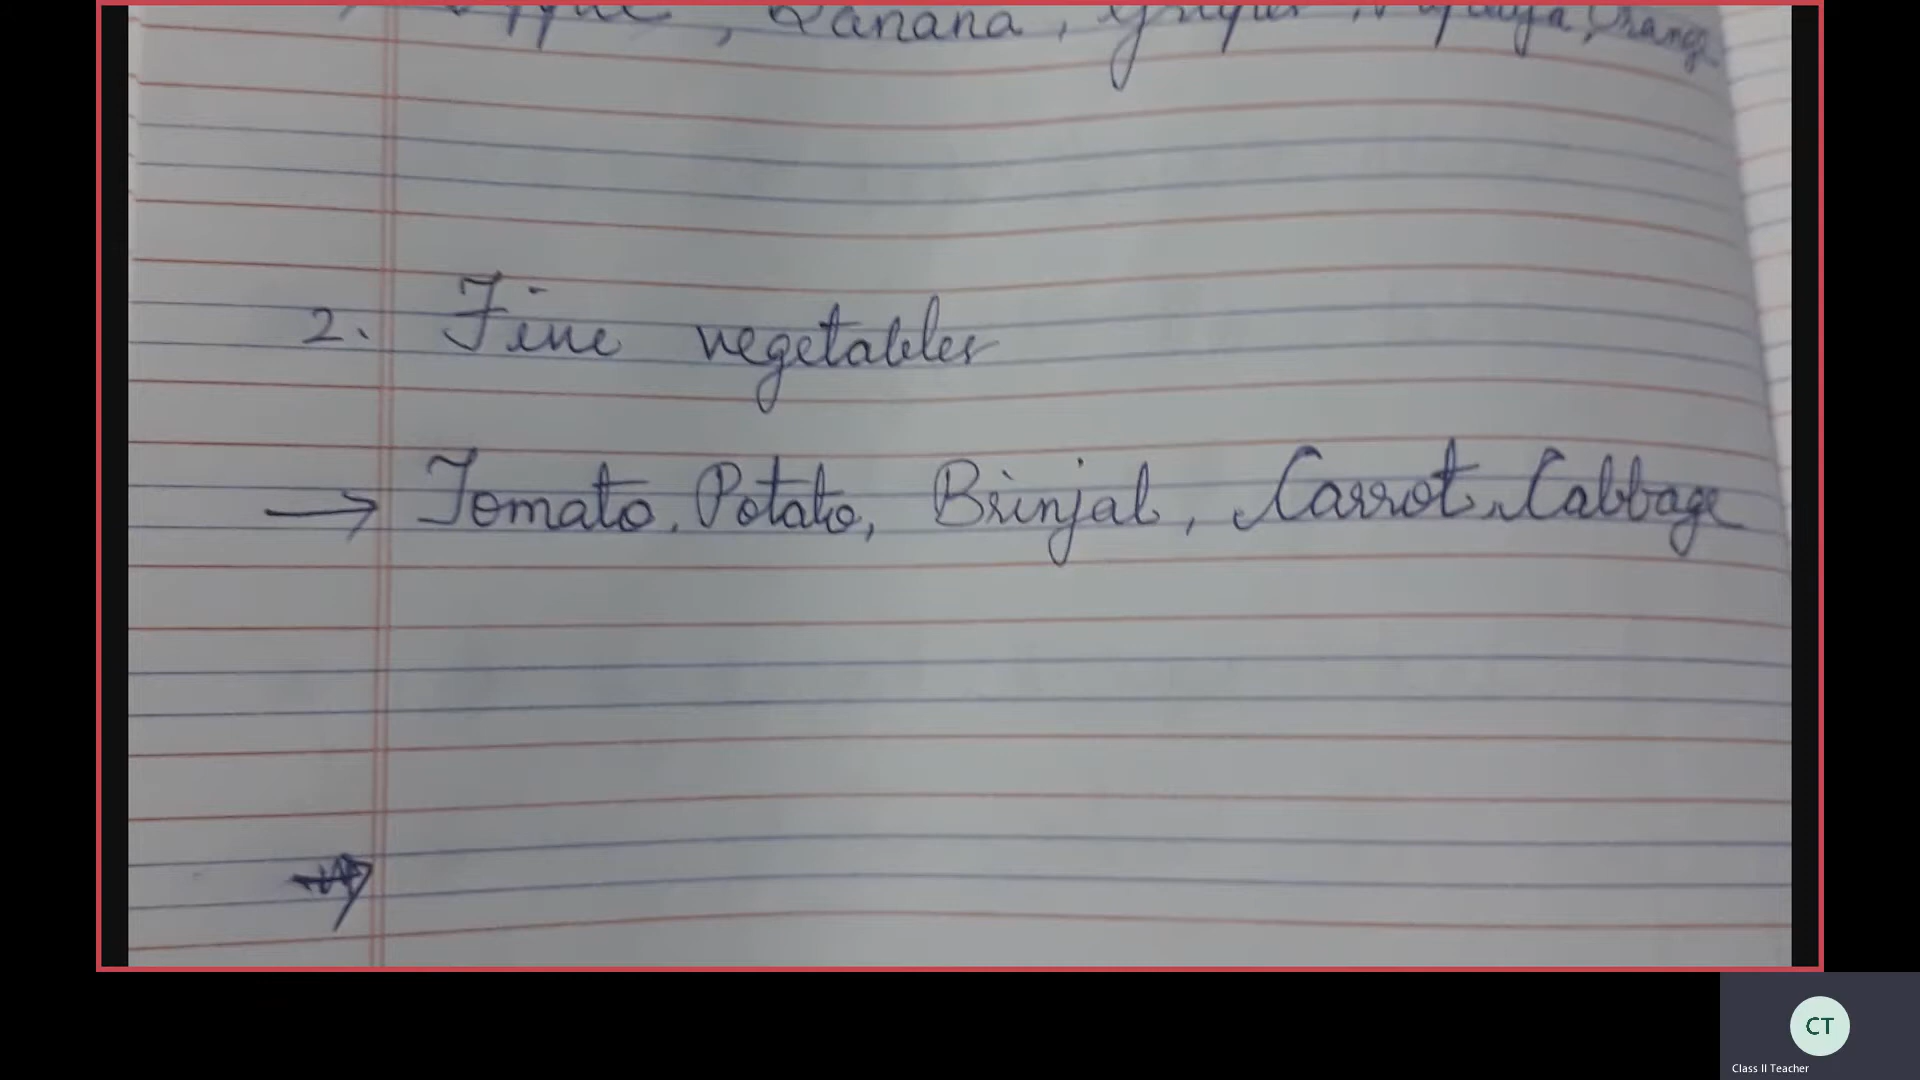 Apple, Banana, Grapes, Papaya, Orange
2. Five vegetables
→ Tomato, Potato, Brinjal, Carrot, Cabbage
CT
Class II Teacher